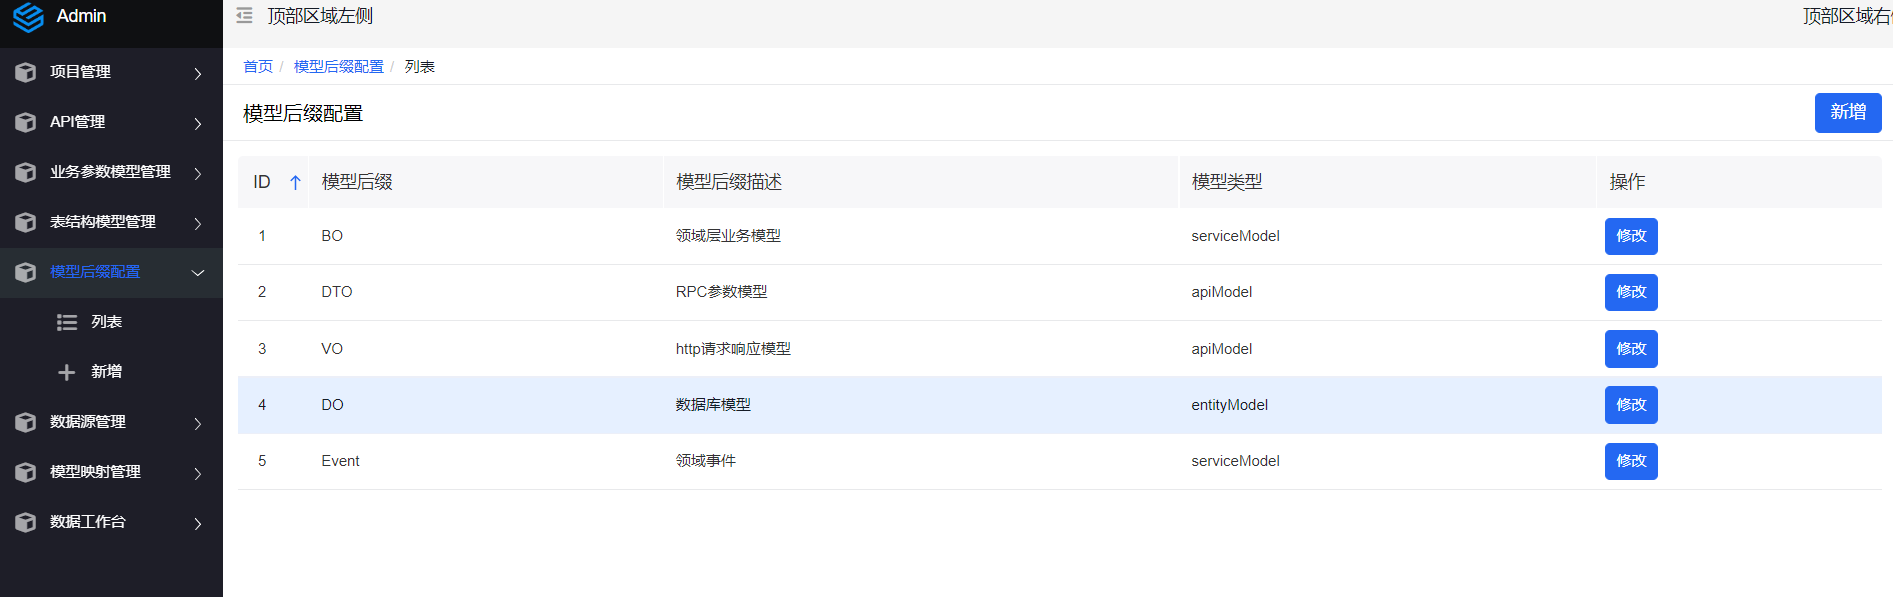 Admin
顶部区域左侧
顶部区域右
项目管理
API管理
业务参数模型管理
表结构模型管理
模型后缀配置
列表
新增
数据源管理
模型映射管理
数据工作台
首页 / 模型后缀配置 / 列表
模型后缀配置
新增
ID 模型后缀 模型后缀描述 模型类型 操作
1 BO 领域层业务模型 serviceModel 修改
2 DTO RPC参数模型 apiModel 修改
3 VO http请求响应模型 apiModel 修改
4 DO 数据库模型 entityModel 修改
5 Event 领域事件 serviceModel 修改